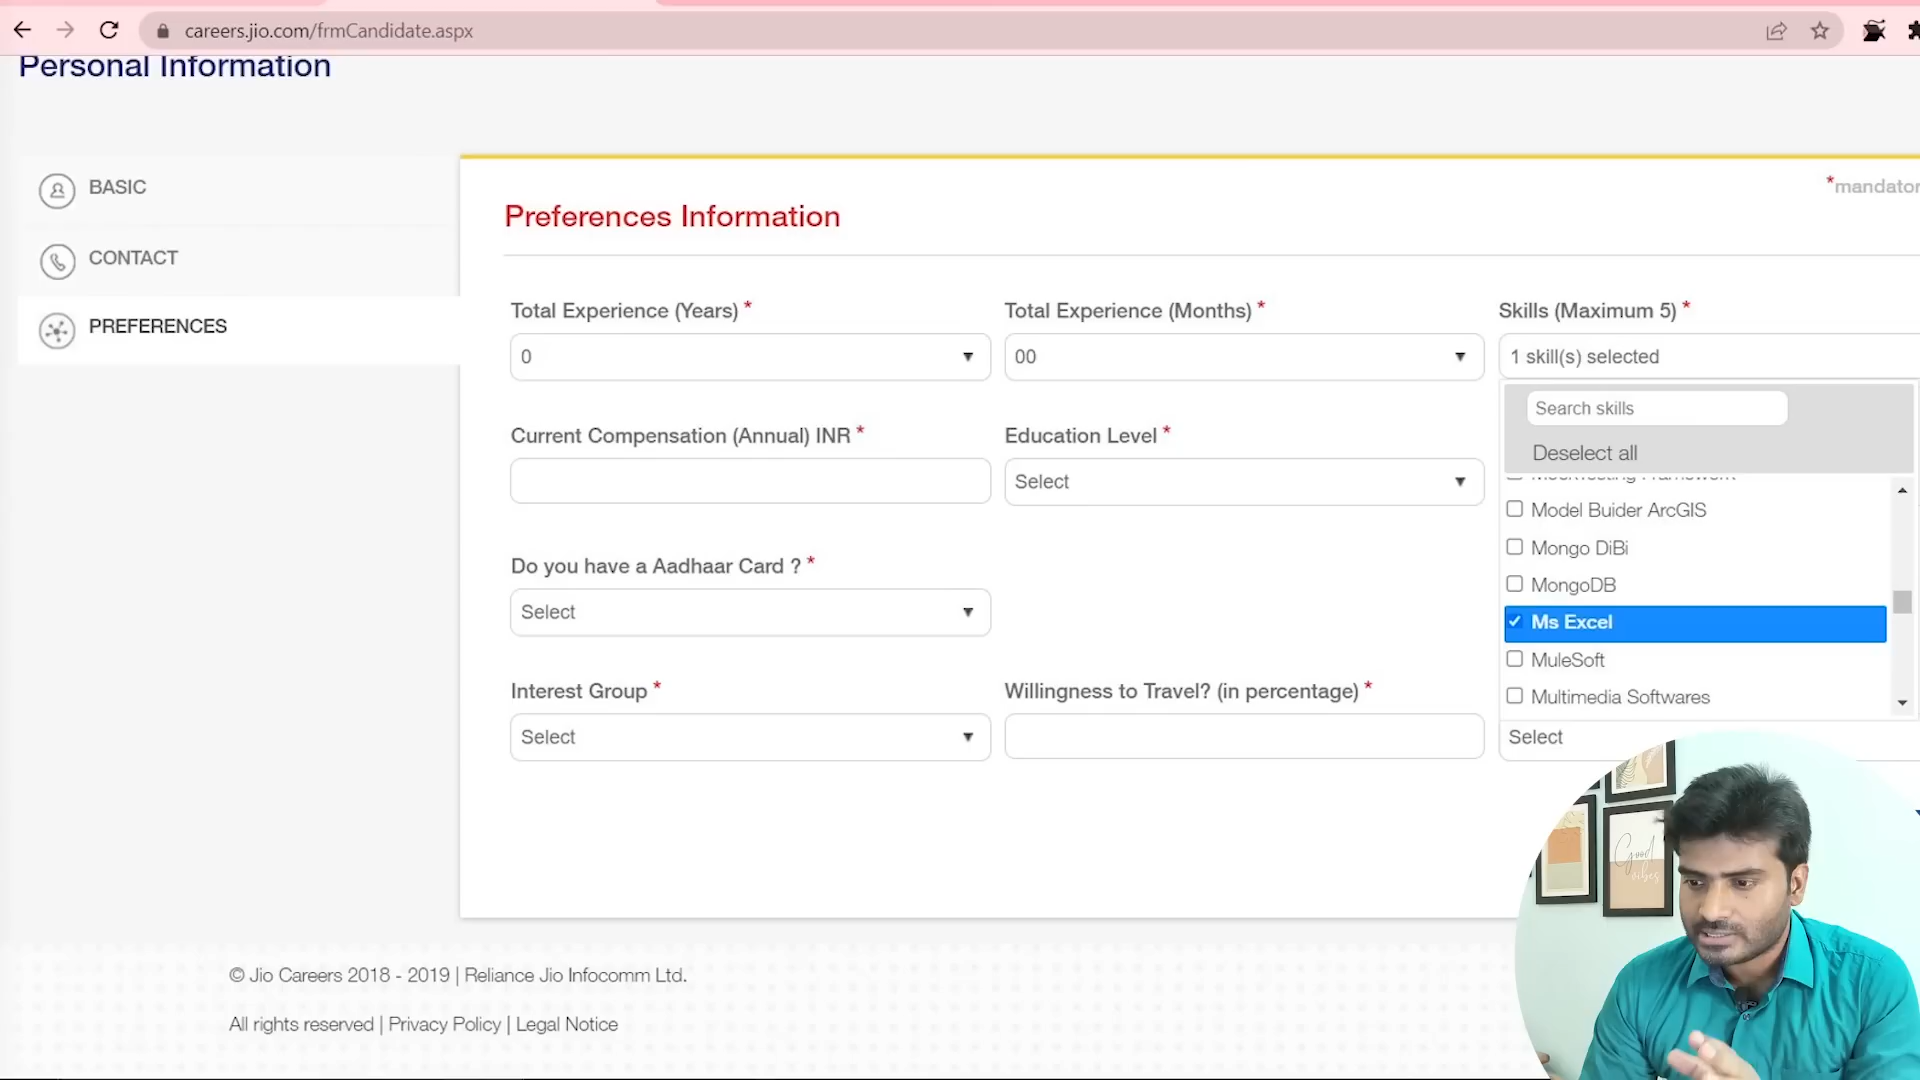 careers.jio.com/frmCandidate.aspx
Personal Information
BASIC
CONTACT
PREFERENCES
*mandator
Preferences Information
Total Experience (Years) *
Total Experience (Months) *
Skills (Maximum 5) *
0
00
1 skill(s) selected
Search skills
Deselect all
Current Compensation (Annual) INR *
Education Level *
Select
Model Buider ArcGIS
Mongo DiBi
MongoDB
Ms Excel
MuleSoft
Multimedia Softwares
Do you have a Aadhaar Card ? *
Select
Interest Group *
Willingness to Travel? (in percentage) *
Select
Select
Good
vibes
© Jio Careers 2018 - 2019 | Reliance Jio Infocomm Ltd.
All rights reserved | Privacy Policy | Legal Notice